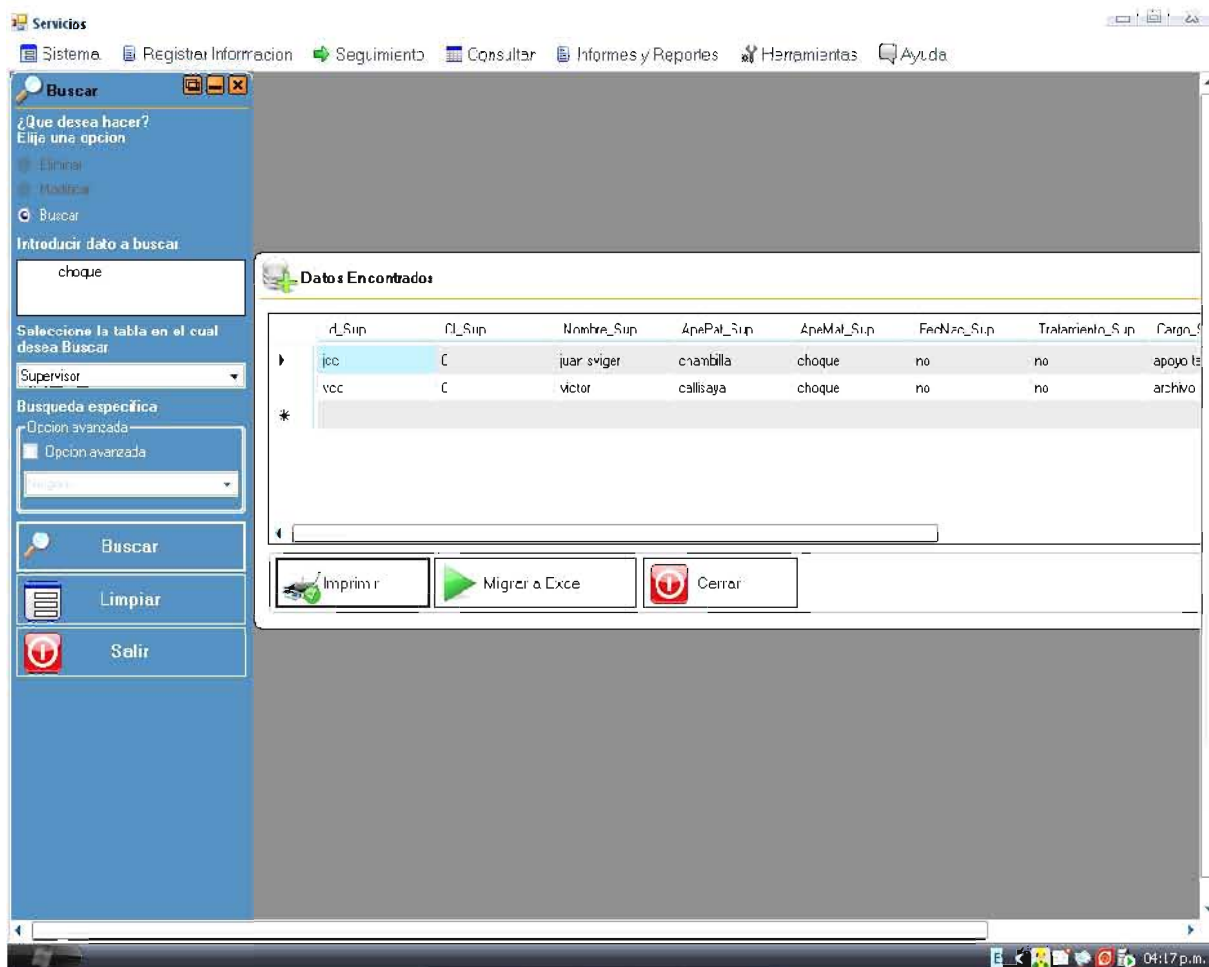 Servicios
Sistema Registrar Informacion Seguimiento Consultar Informes y Reportes Herramientas Ayuda
Buscar
¿Que desea hacer?
Elija una opcion
Eliminar
Modificar
Buscar
Introducir dato a buscar
choque
Seleccione la tabla en el cual
desea Buscar
Supervisor
Busqueda especifica
Opcion avanzada
Opcion avanzada
Buscar
Limpiar
Salir
Datos Encontrados
Id_Sup CI_Sup Nombre_Sup ApePat_Sup ApeMat_Sup FecNac_Sup Tratamiento_Sup Cargo_S
jcc juan sviger chambilla choque no no apoyo
vcc victor callisaya choque no no archivo
Imprimir Migrar a Exce Cerrar
04:17 p.m.